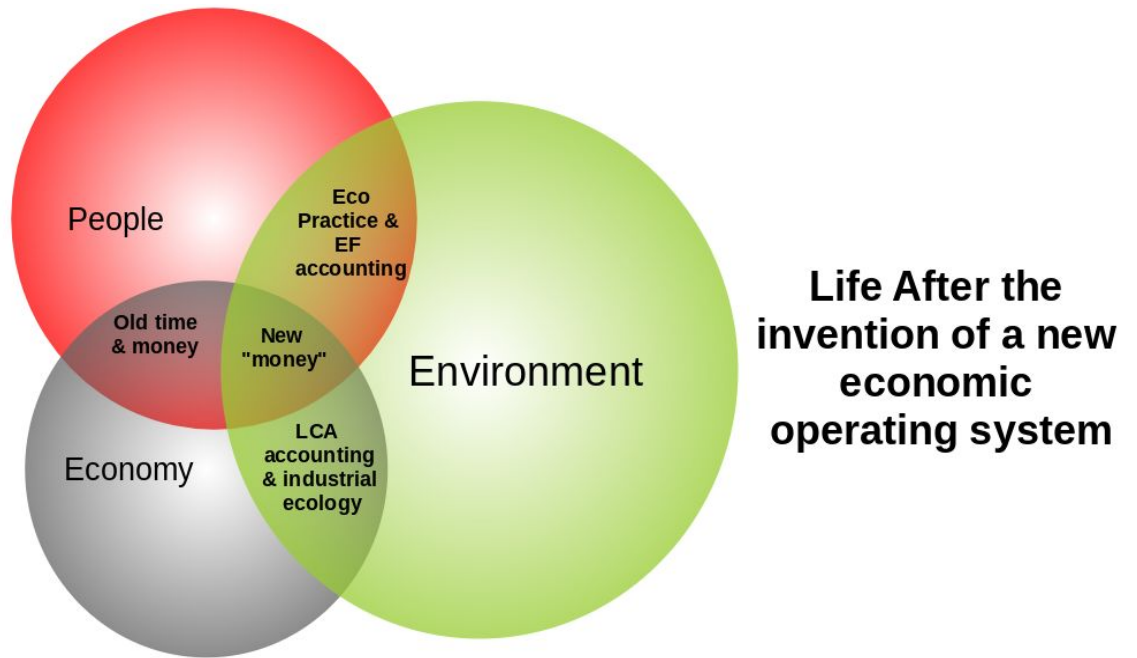 People
Eco
Practice &
EF
accounting
Old time
& money
New
"money"
Environment
LCA
accounting
& industrial
ecology
Economy
Life After the
invention of a new
economic
operating system